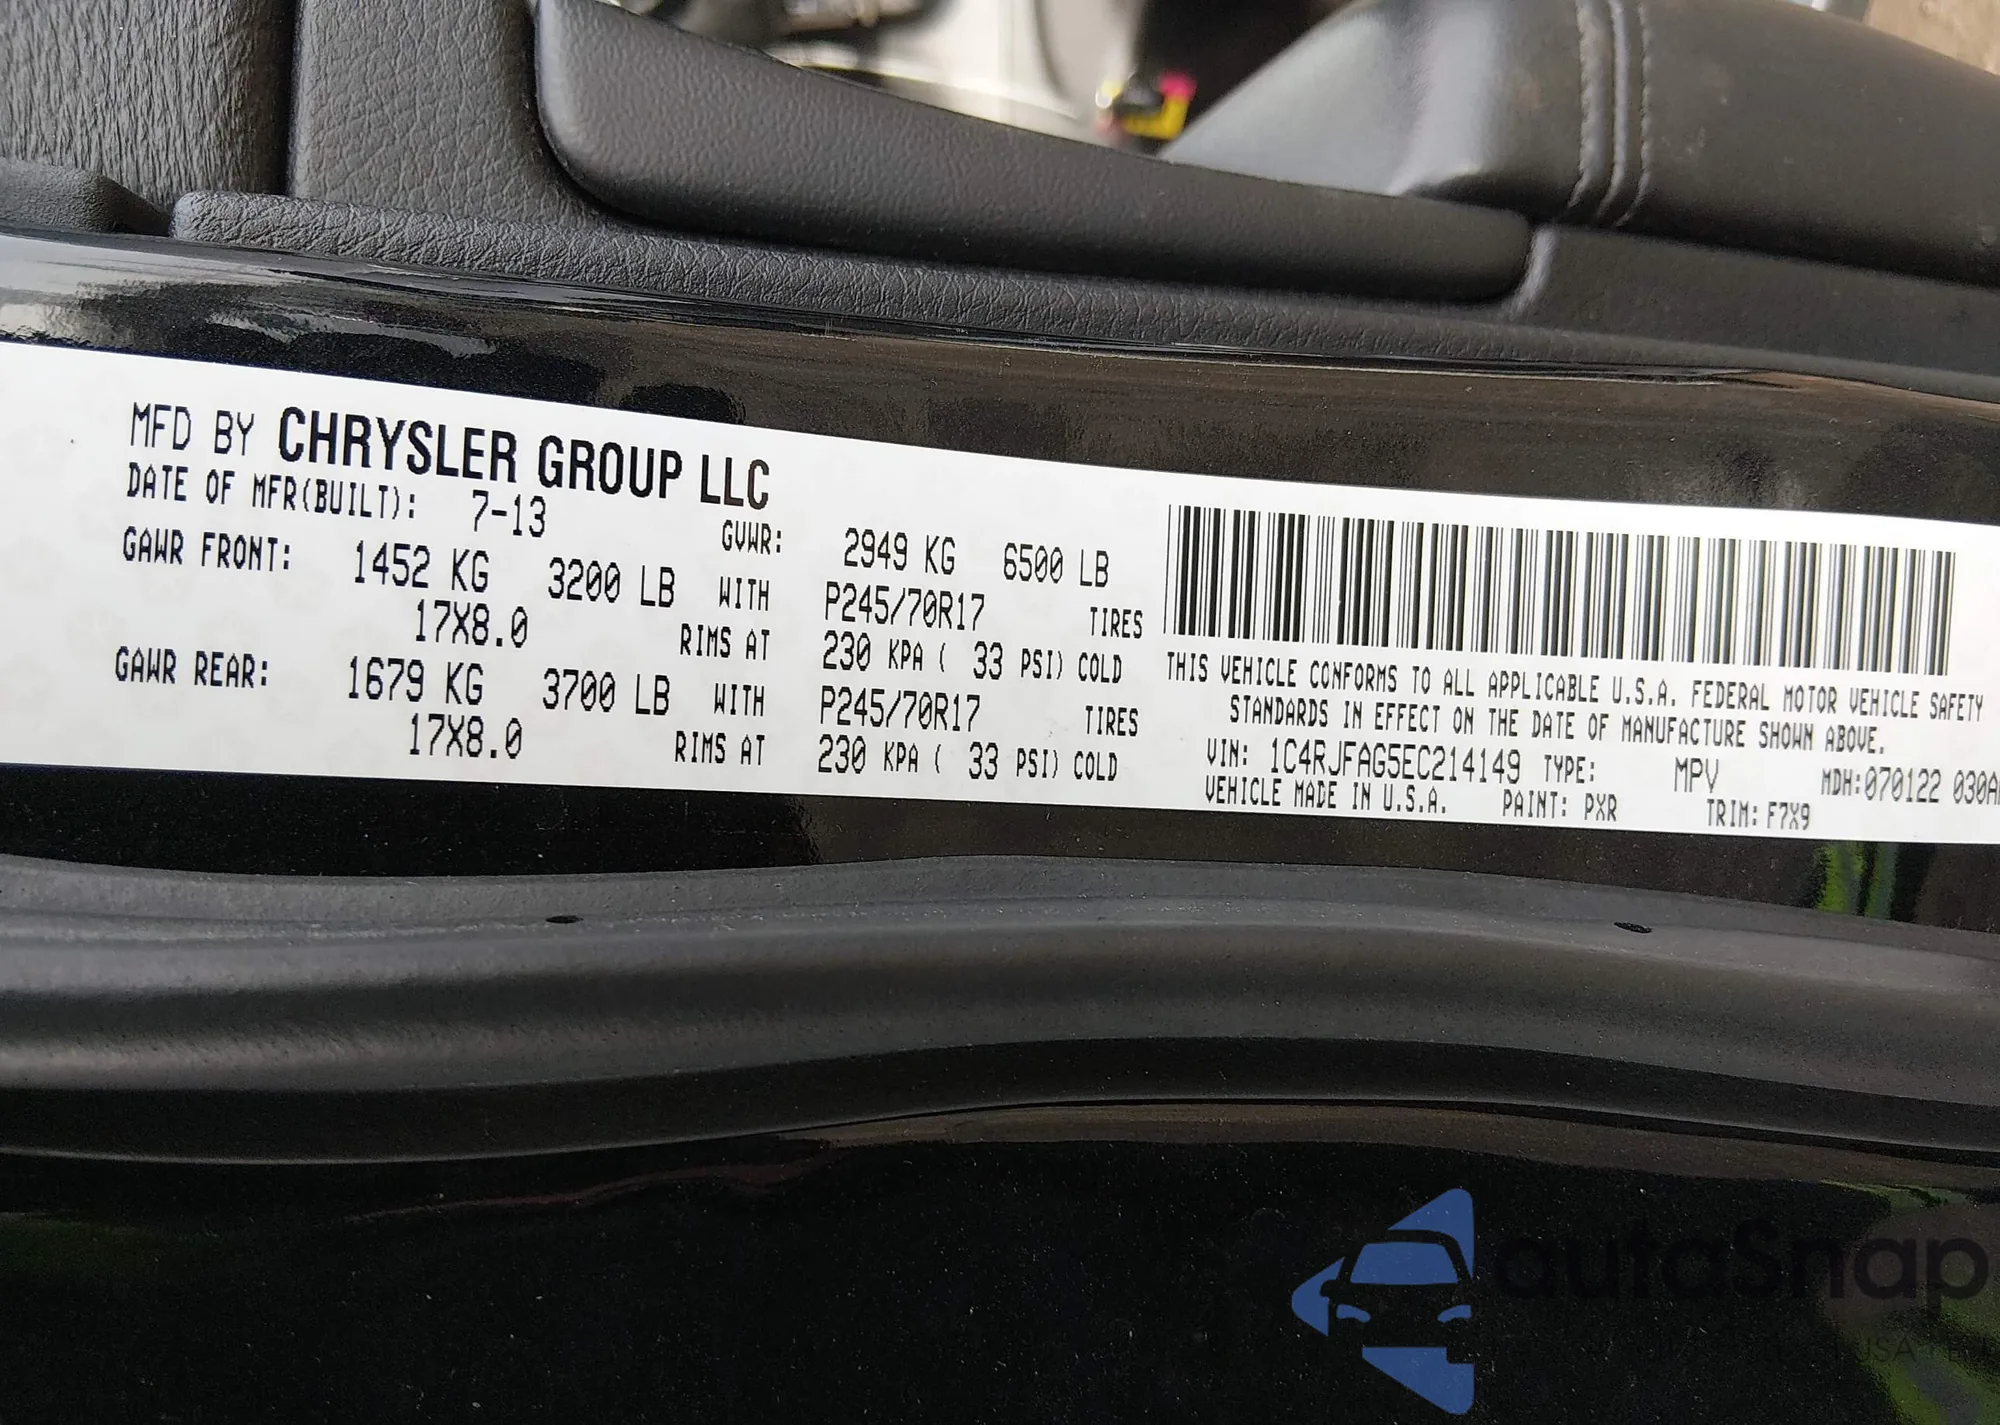 MFD BY CHRYSLER GROUP LLC
DATE OF MFR(BUILT): 7-13 GVWR: 2949 KG 6500 LB
GAWR FRONT: 1452 KG 3200 LB WITH P245/70R17 TIRES
17X8.0 RIMS AT 230 KPA ( 33 PSI) COLD
GAWR REAR: 1679 KG 3700 LB WITH P245/70R17 TIRES
17X8.0 RIMS AT 230 KPA ( 33 PSI) COLD
THIS VEHICLE CONFORMS TO ALL APPLICABLE U.S.A. FEDERAL MOTOR VEHICLE SAFETY
STANDARDS IN EFFECT ON THE DATE OF MANUFACTURE SHOWN ABOVE.
VIN: 1C4RJFAG5EC214149 TYPE: MPV MDH:070122 030A
VEHICLE MADE IN U.S.A. PAINT: PXR TRIM: F7X9
autoSnap
USA